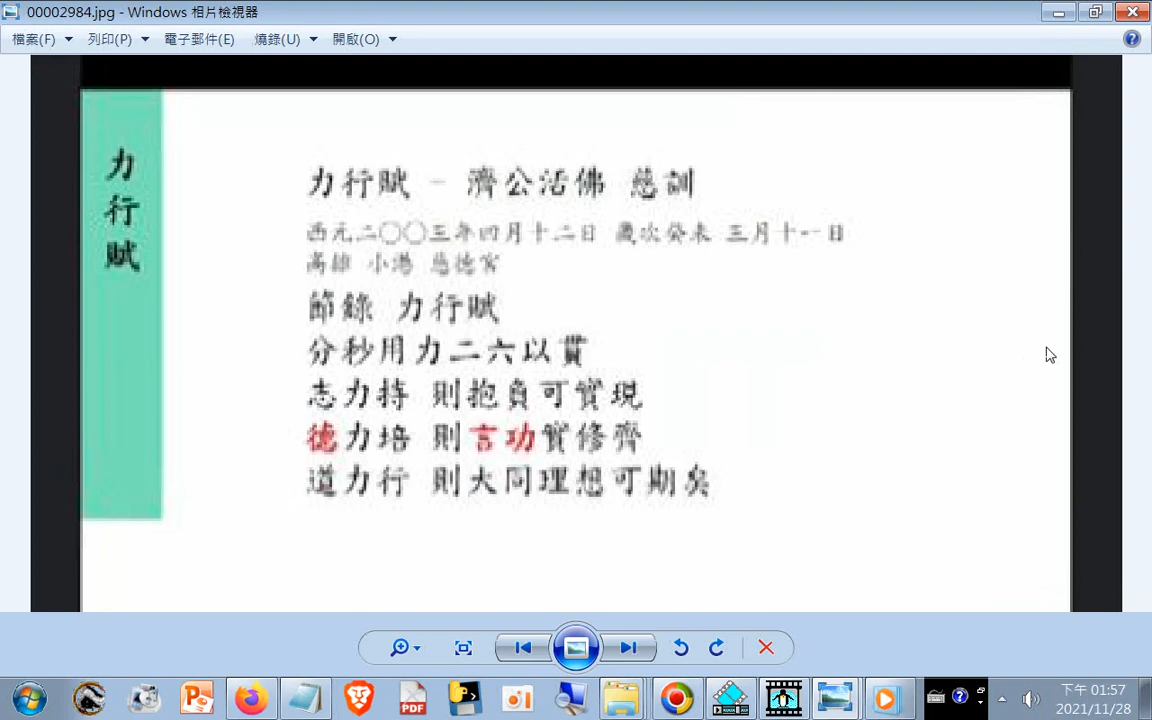 00002984.jpg - Windows 相片檢視器
檔案(F) 列印(P) 電子郵件(E) 燒錄(U) 開啟(O)
力行賦
力行賦 - 濟公活佛 慈訓
西元二〇〇三年四月十二日 歲次癸未 三月十一日
高雄 小港 慈德宮
節錄 力行賦
分秒用力二六以貫
志力持 則抱負可實現
德力培 則言功實修齊
道力行 則大同理想可期矣
下午 01:57
2021/11/28